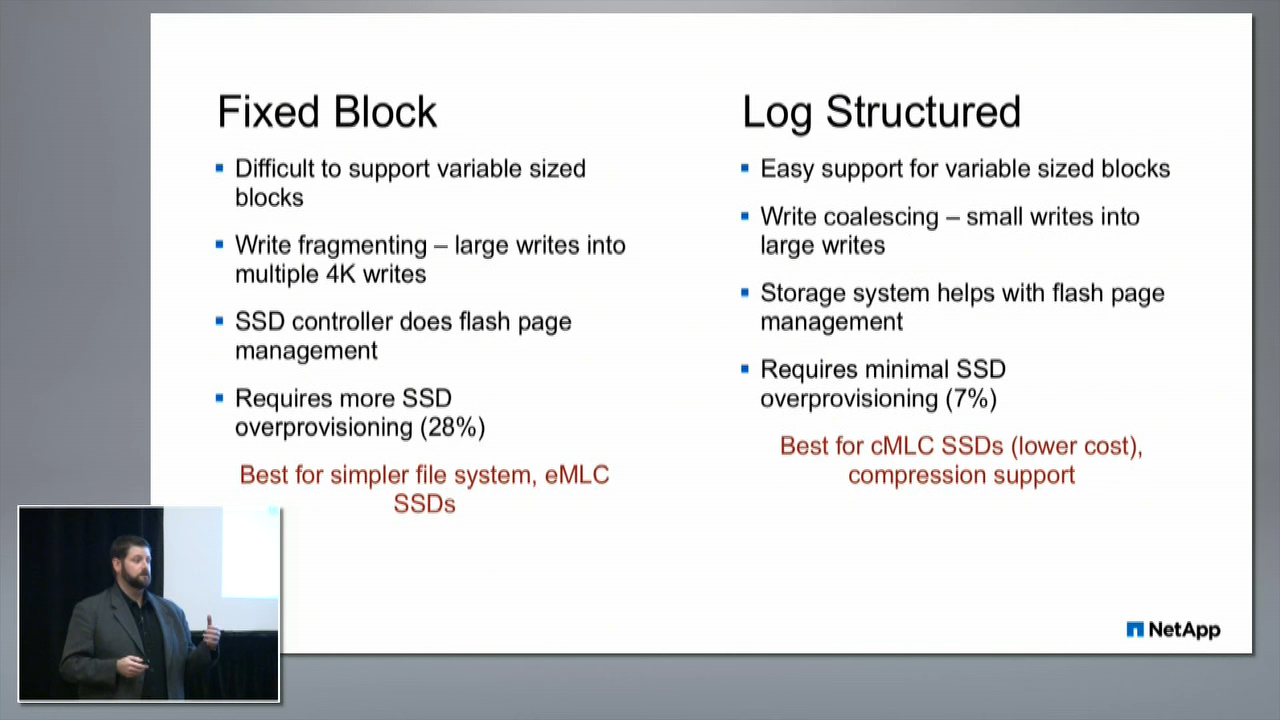 Fixed Block
Difficult to support variable sized
blocks
Write fragmenting – large writes into
multiple 4K writes
SSD controller does flash page
management
Requires more SSD
overprovisioning (28%)
Best for simpler file system, eMLC
SSDs
Log Structured
Easy support for variable sized blocks
Write coalescing – small writes into
large writes
Storage system helps with flash page
management
Requires minimal SSD
overprovisioning (7%)
Best for cMLC SSDs (lower cost),
compression support
NetApp